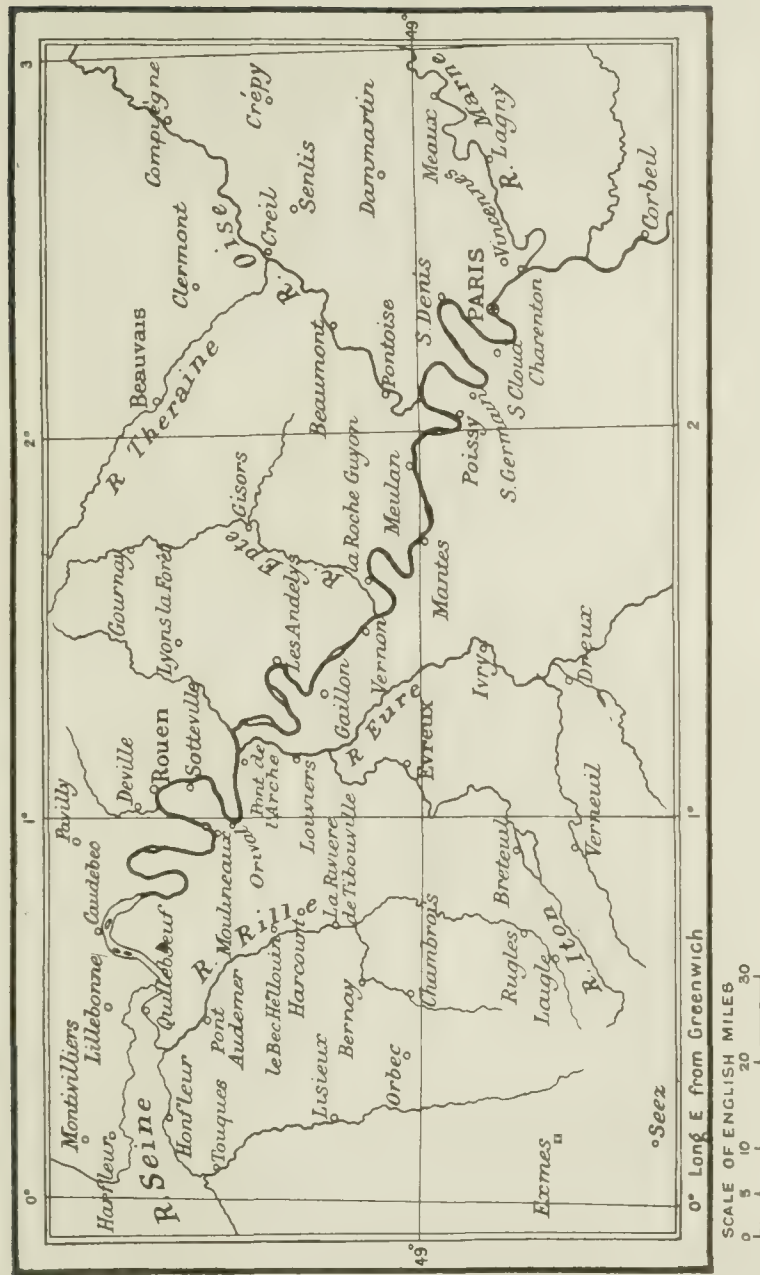 0°
1°
2°
3
Montivilliers
Harfleur
Lillebonne
Caudebec
Pavilly
Deville
Rouen
Sotteville
Gournay
Lyons la Forêt
Beauvais
R Theraine
Clermont
Compiègne
R. Oise
Creil
Crépy
Senlis
Dammartin
R. Seine
Quillebœuf
Honfleur
Touques
Pont
Audemer
R. Rille
Moulineaux
Orival
Pont de
l'Arche
le Bec Hellouin
Harcourt
Louviers
La Riviere
de Tibouville
Les Andelys
Gaillon
Vernon
R. Epte
Gisors
la Roche Guyon
Beaumont
Pontoise
Meulan
Mantes
Lisieux
Bernay
Orbec
Chambrois
R Eure
Evreux
Ivry
Dreux
S. Denis
PARIS
Poissy
S. Germain
S Cloud
Charenton
Vincennes
Meaux
R. Marne
Lagny
Corbeil
49°
49°
Exmes
Seez
Rugles
Laigle
R. Iton
Breteuil
Verneuil
0° Long E from Greenwich
1°
2
SCALE OF ENGLISH MILES
0 5 10 20 30